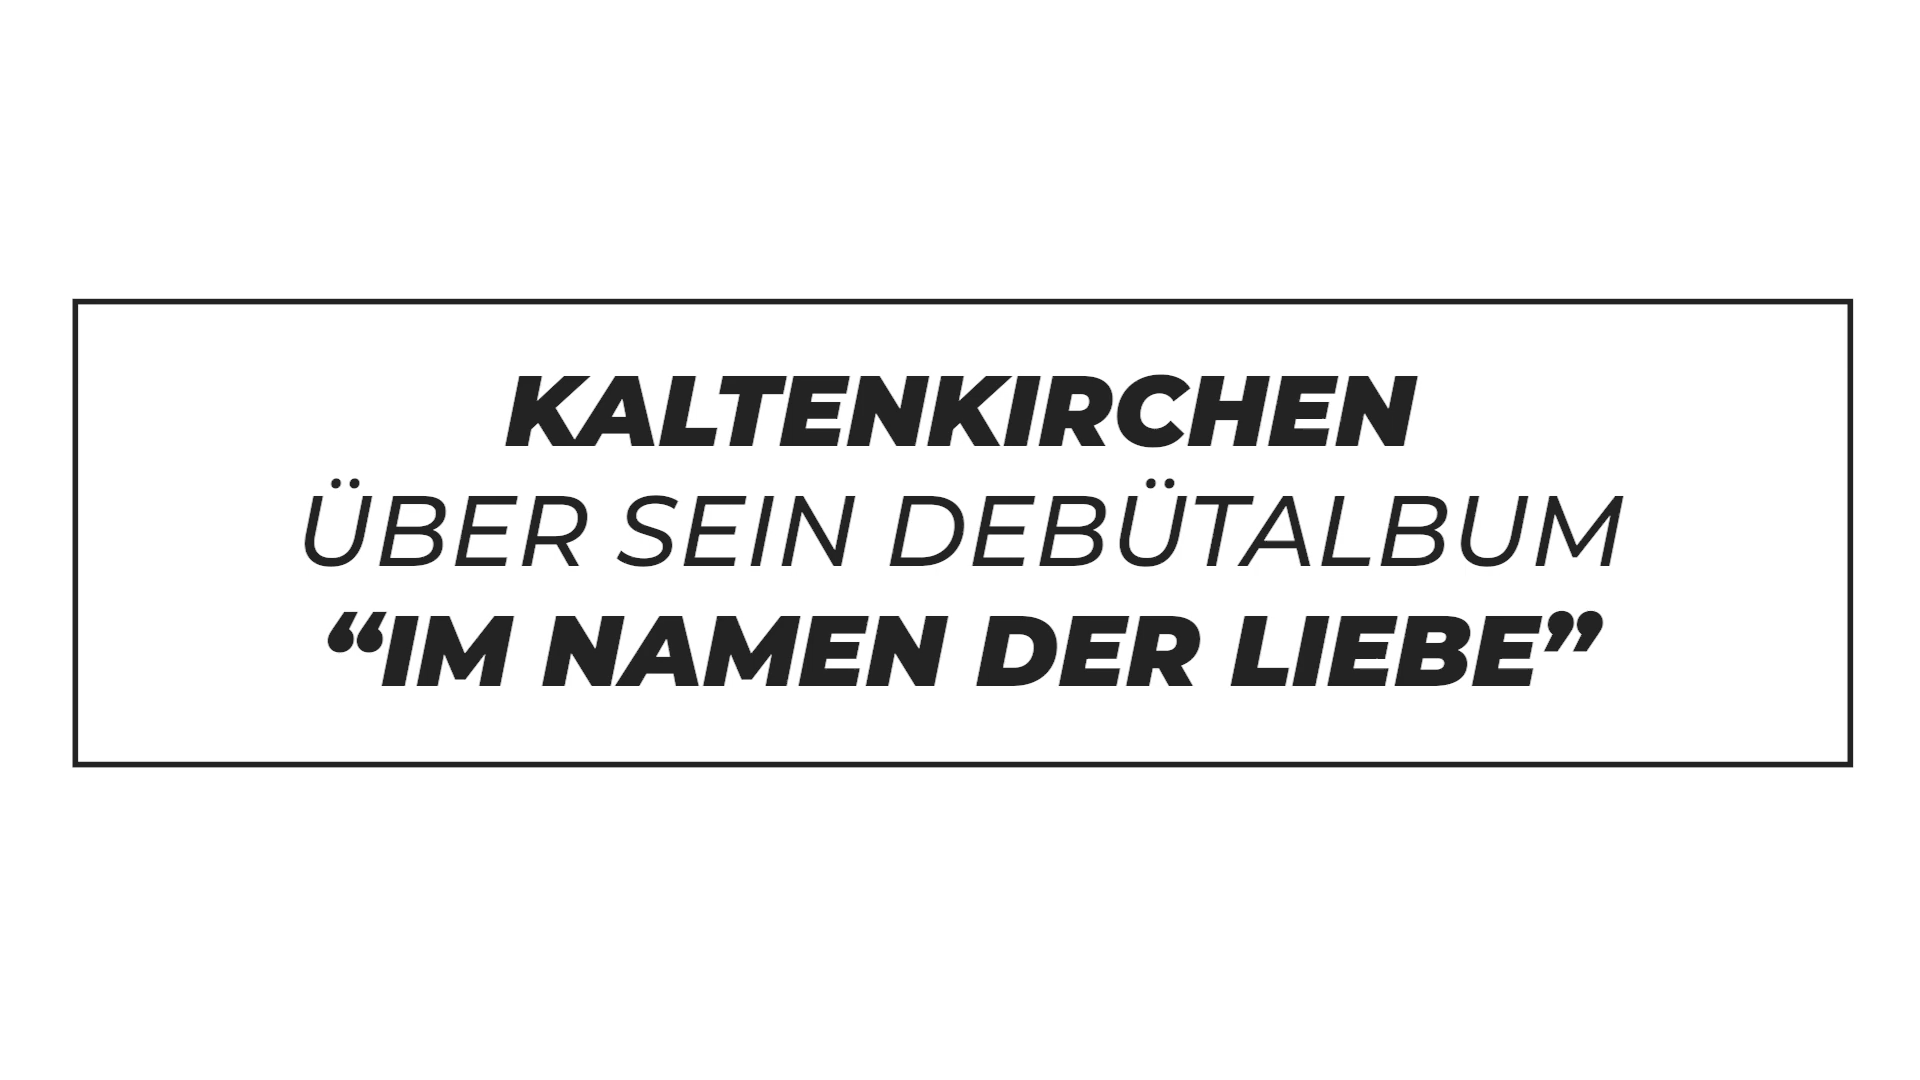 KALTENKIRCHEN
ÜBER SEIN DEBÜTALBUM
“IM NAMEN DER LIEBE”